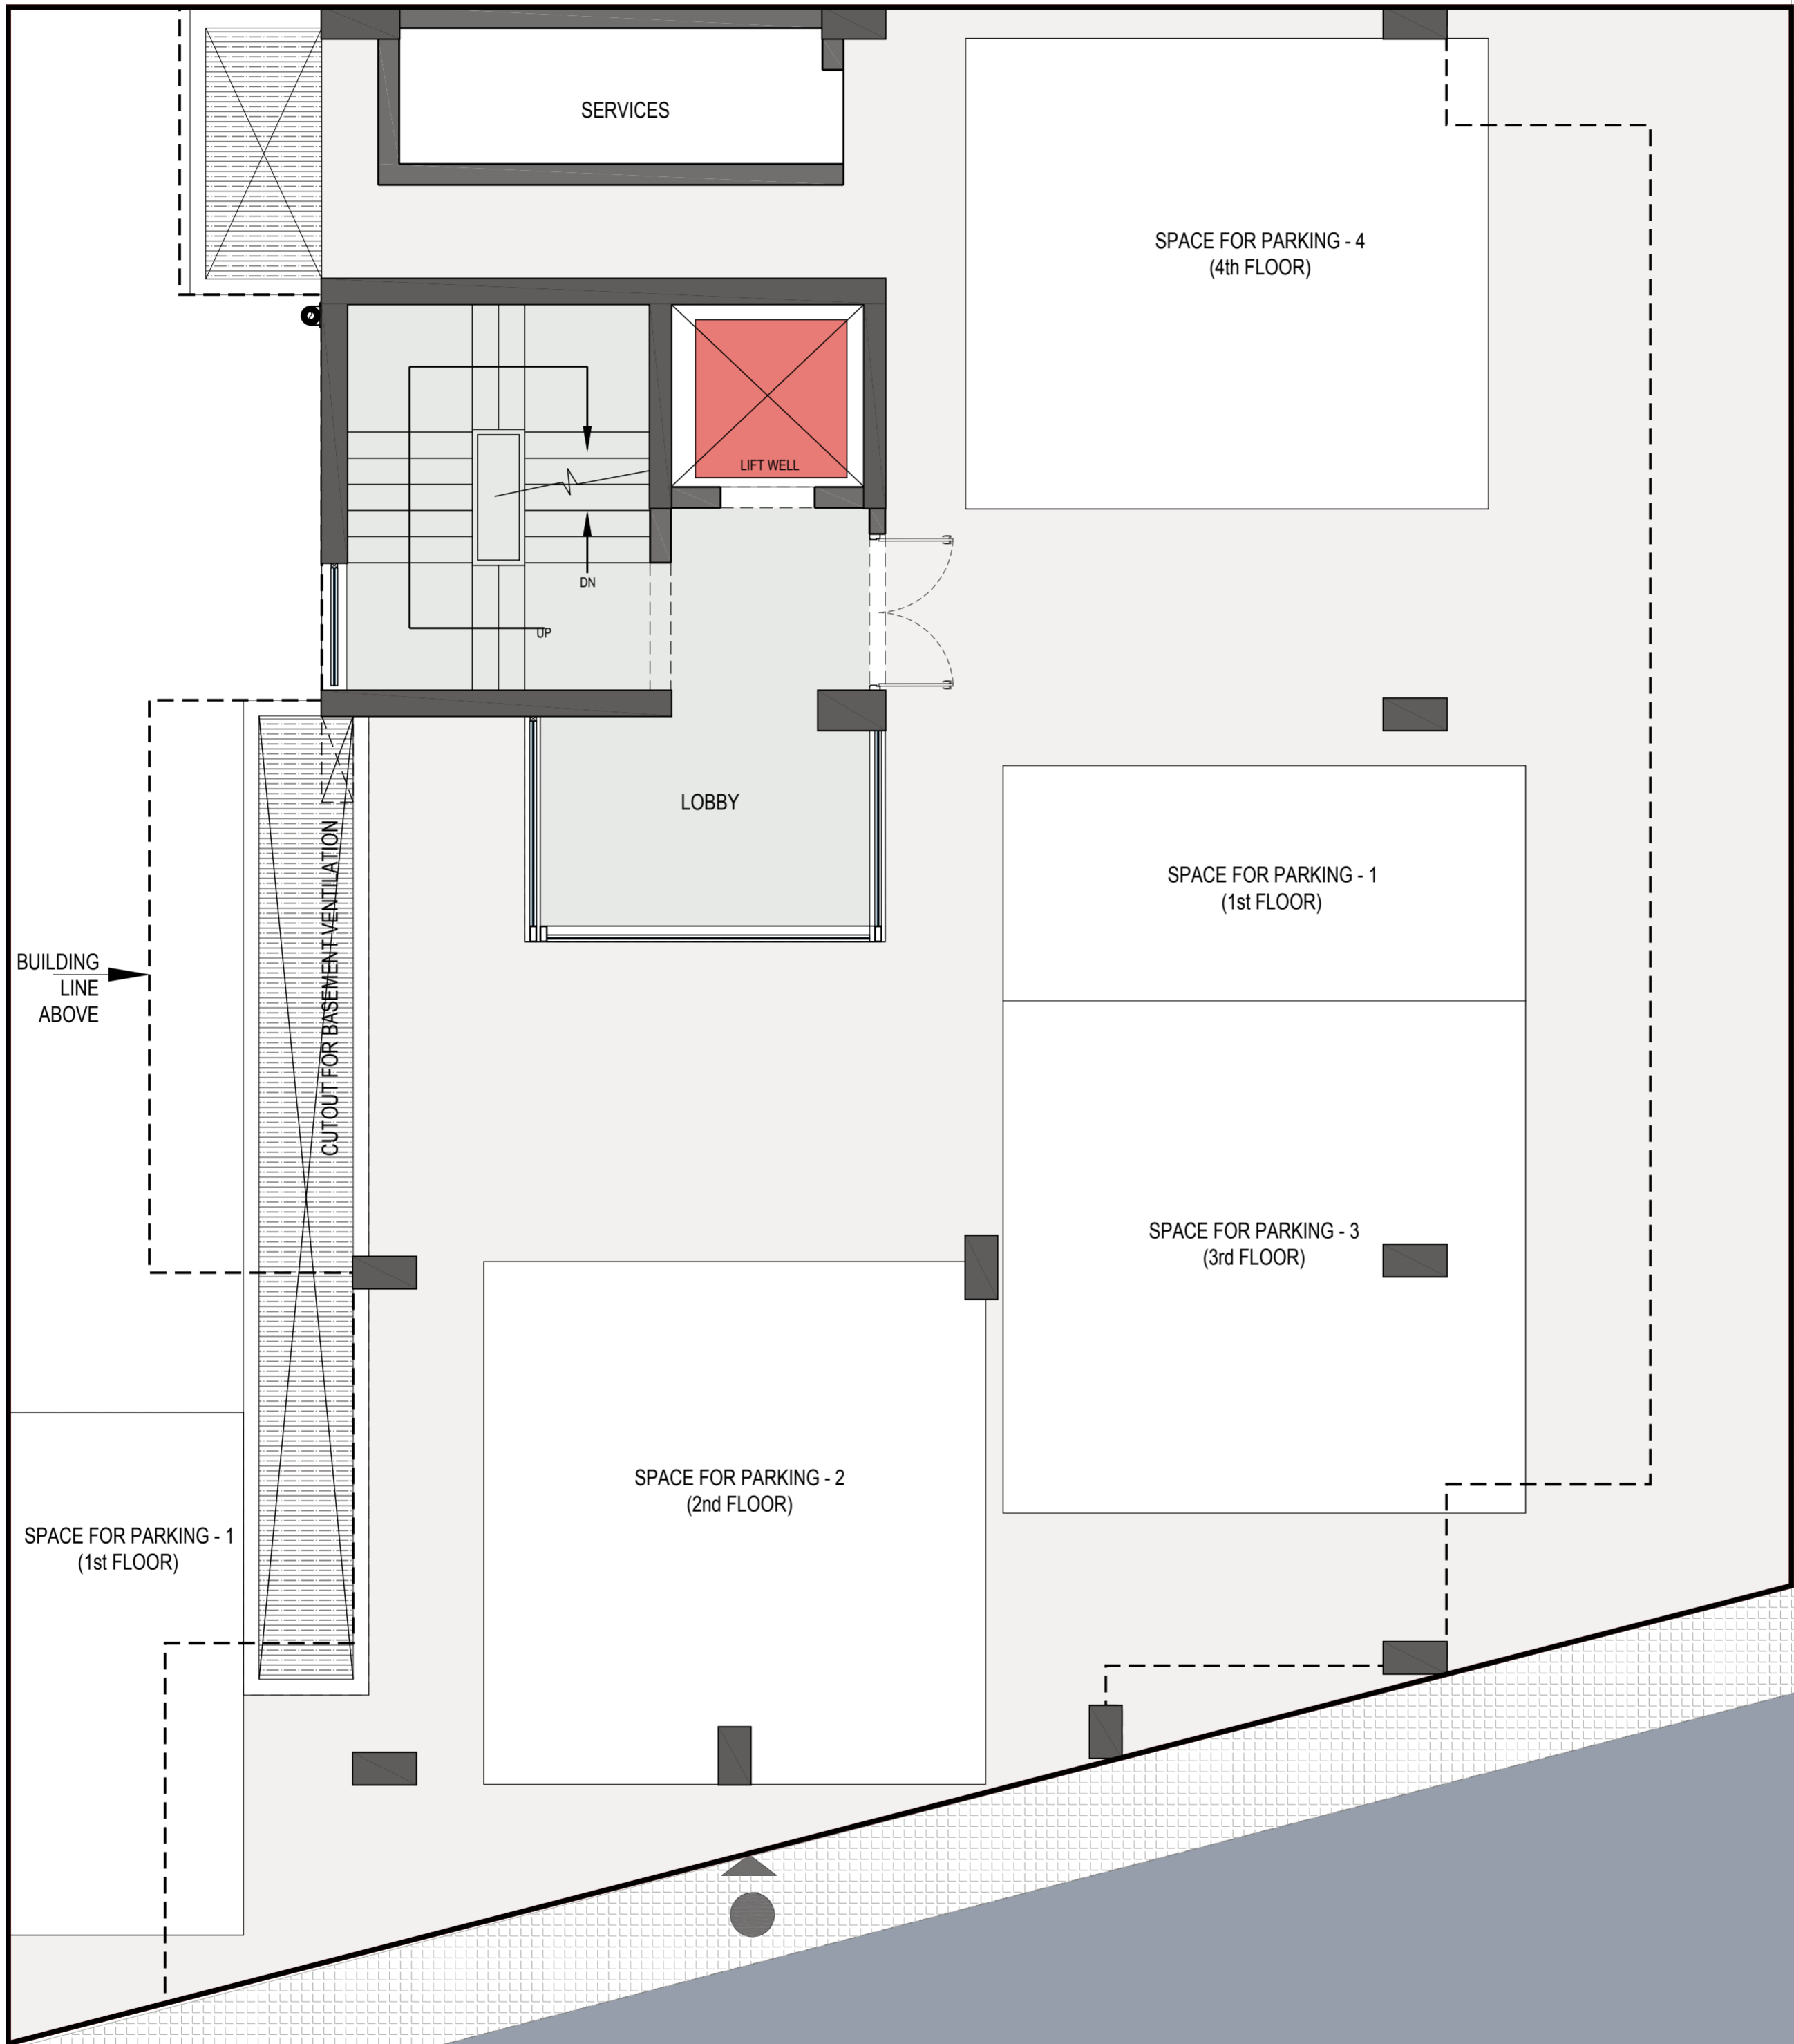 SERVICES
SPACE FOR PARKING - 4
(4th FLOOR)
LIFT WELL
DN
UP
LOBBY
SPACE FOR PARKING - 1
(1st FLOOR)
CUTOUT FOR BASEMENT VENTILATION
BUILDING
LINE
ABOVE
SPACE FOR PARKING - 3
(3rd FLOOR)
SPACE FOR PARKING - 2
(2nd FLOOR)
SPACE FOR PARKING - 1
(1st FLOOR)